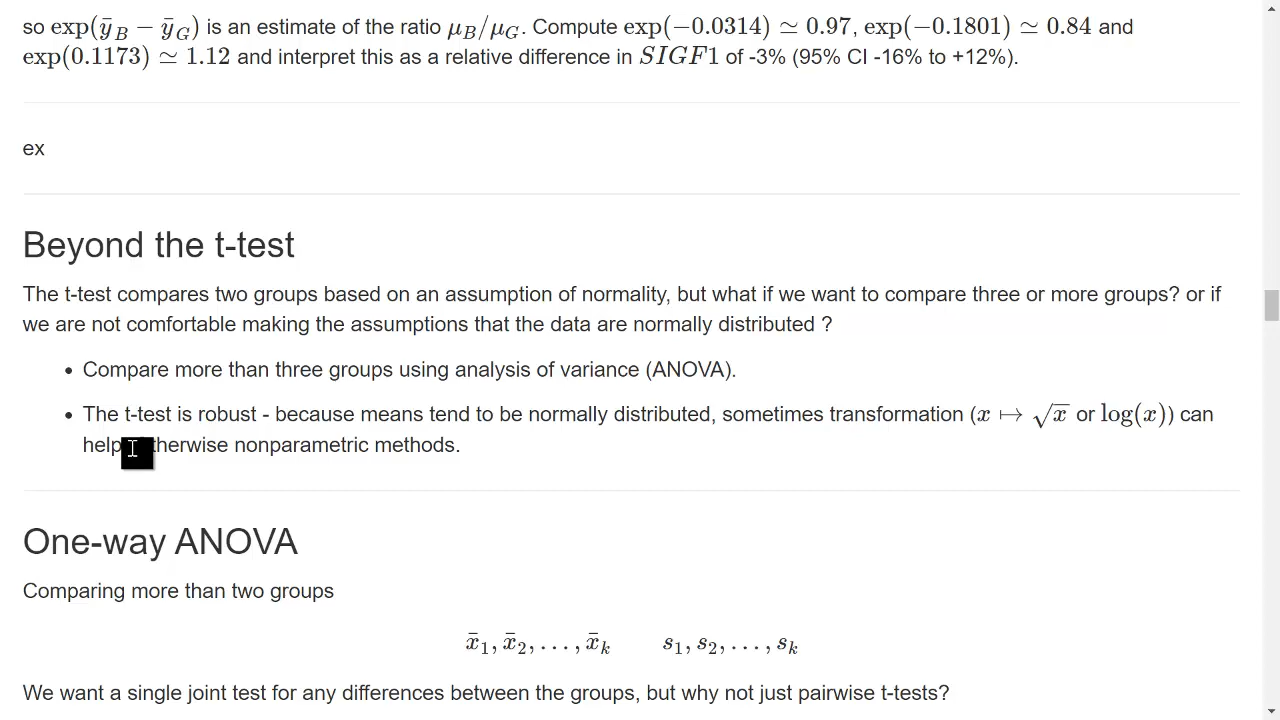 so exp(ȳ_B − ȳ_G) is an estimate of the ratio μ_B/μ_G. Compute exp(−0.0314) ≃ 0.97, exp(−0.1801) ≃ 0.84 and
exp(0.1173) ≃ 1.12 and interpret this as a relative difference in SIGF1 of -3% (95% CI -16% to +12%).
ex
Beyond the t-test
The t-test compares two groups based on an assumption of normality, but what if we want to compare three or more groups? or if
we are not comfortable making the assumptions that the data are normally distributed ?
• Compare more than three groups using analysis of variance (ANOVA).
• The t-test is robust - because means tend to be normally distributed, sometimes transformation (x ↦ √x or log(x)) can
help therwise nonparametric methods.
One-way ANOVA
Comparing more than two groups
x̄₁, x̄₂, . . . , x̄ₖ s₁, s₂, . . . , sₖ
We want a single joint test for any differences between the groups, but why not just pairwise t-tests?